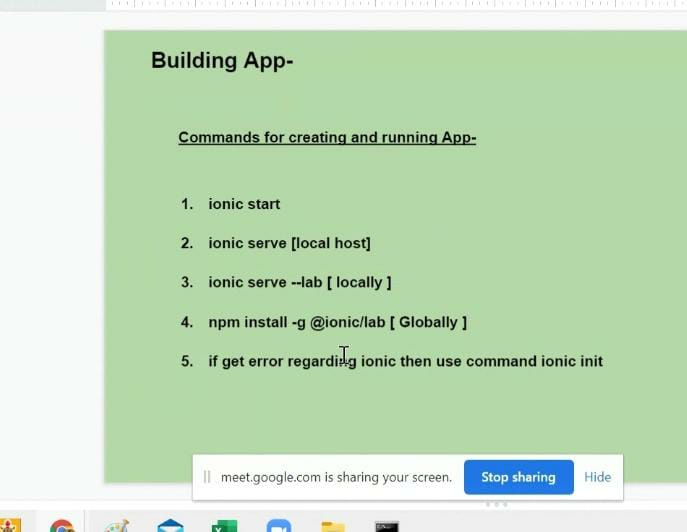 Building App-
Commands for creating and running App-
1. ionic start
2. ionic serve [local host]
3. ionic serve --lab [ locally ]
4. npm install -g @ionic/lab [ Globally ]
5. if get error regarding ionic then use command ionic init
meet.google.com is sharing your screen. Stop sharing Hide